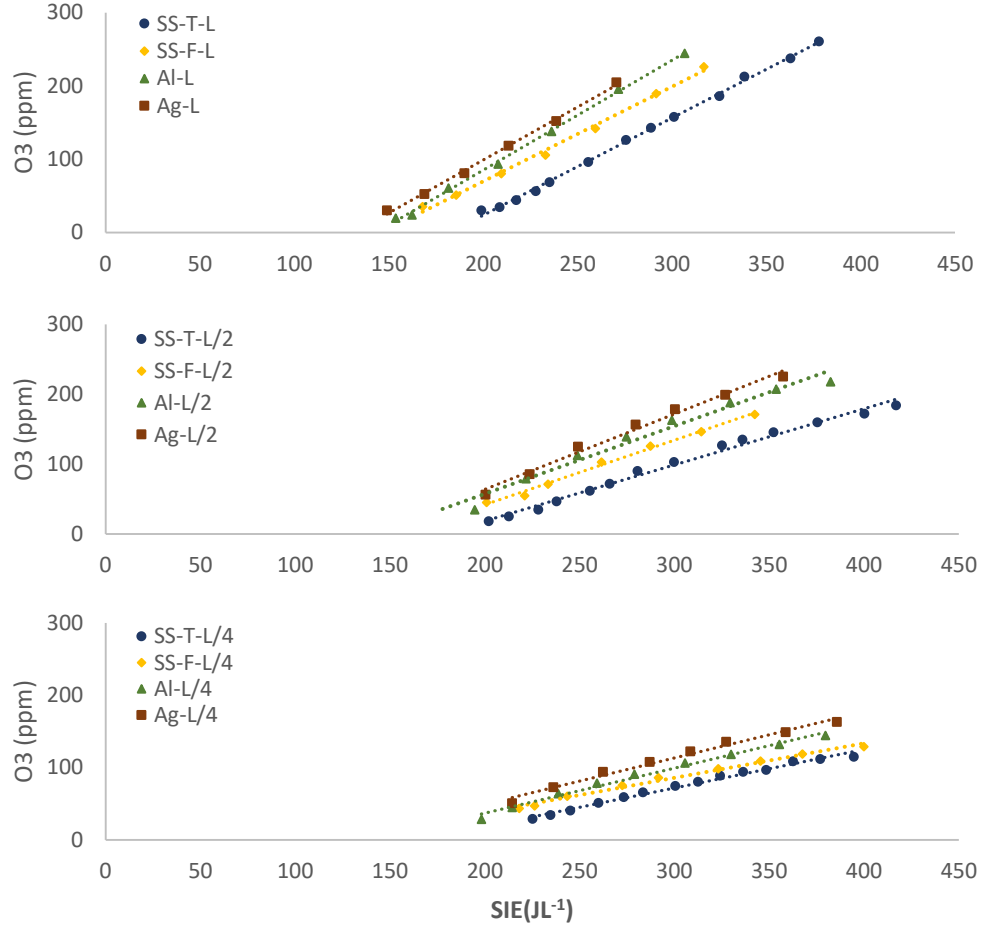 300
200
100
0
O3 (ppm)
SS-T-L
SS-F-L
Al-L
Ag-L
0 50 100 150 200 250 300 350 400 450
300
200
100
0
O3 (ppm)
SS-T-L/2
SS-F-L/2
Al-L/2
Ag-L/2
0 50 100 150 200 250 300 350 400 450
300
200
100
0
O3 (ppm)
SS-T-L/4
SS-F-L/4
Al-L/4
Ag-L/4
0 50 100 150 200 250 300 350 400 450
SIE(JL⁻¹)